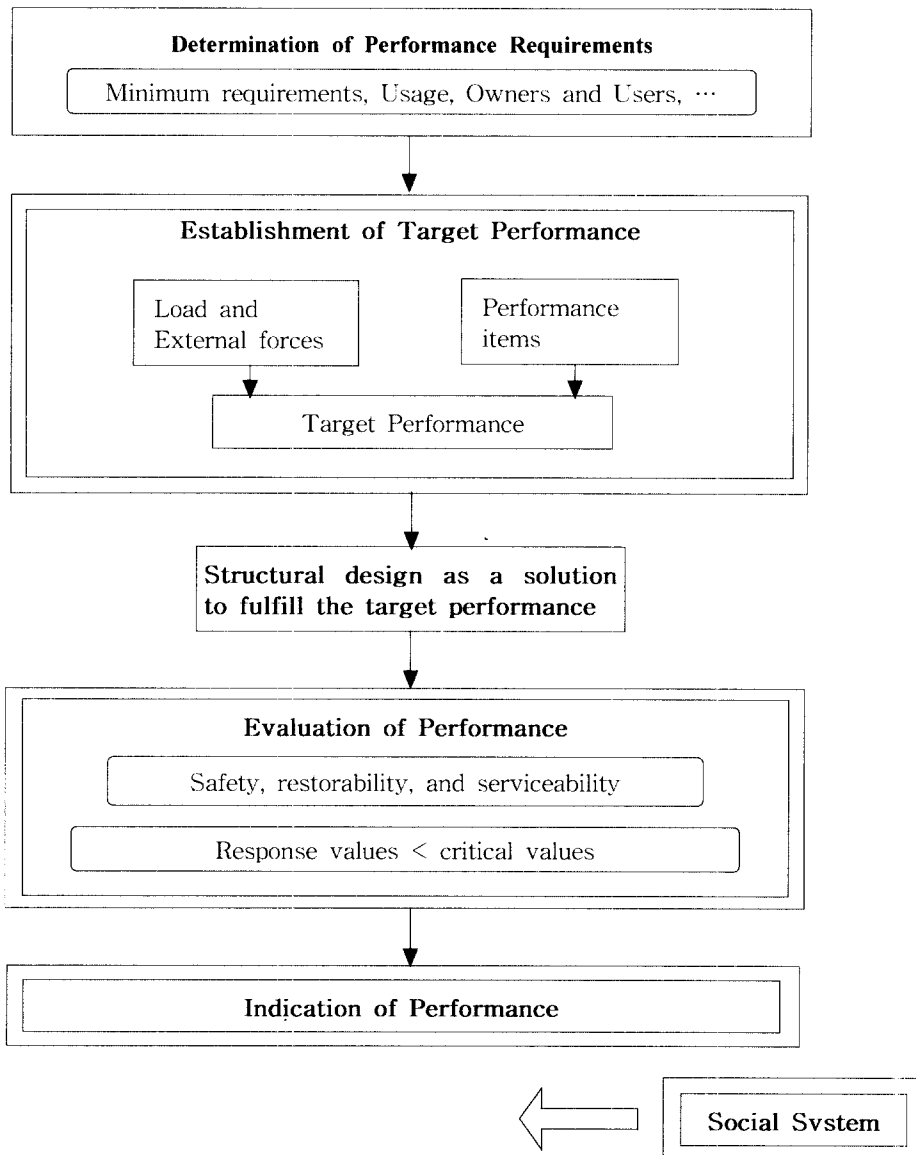 Determination of Performance Requirements
Minimum requirements, Usage, Owners and Users, ⋯
Establishment of Target Performance
Load and
External forces
Performance
items
Target Performance
Structural design as a solution
to fulfill the target performance
Evaluation of Performance
Safety, restorability, and serviceability
Response values < critical values
Indication of Performance
Social System